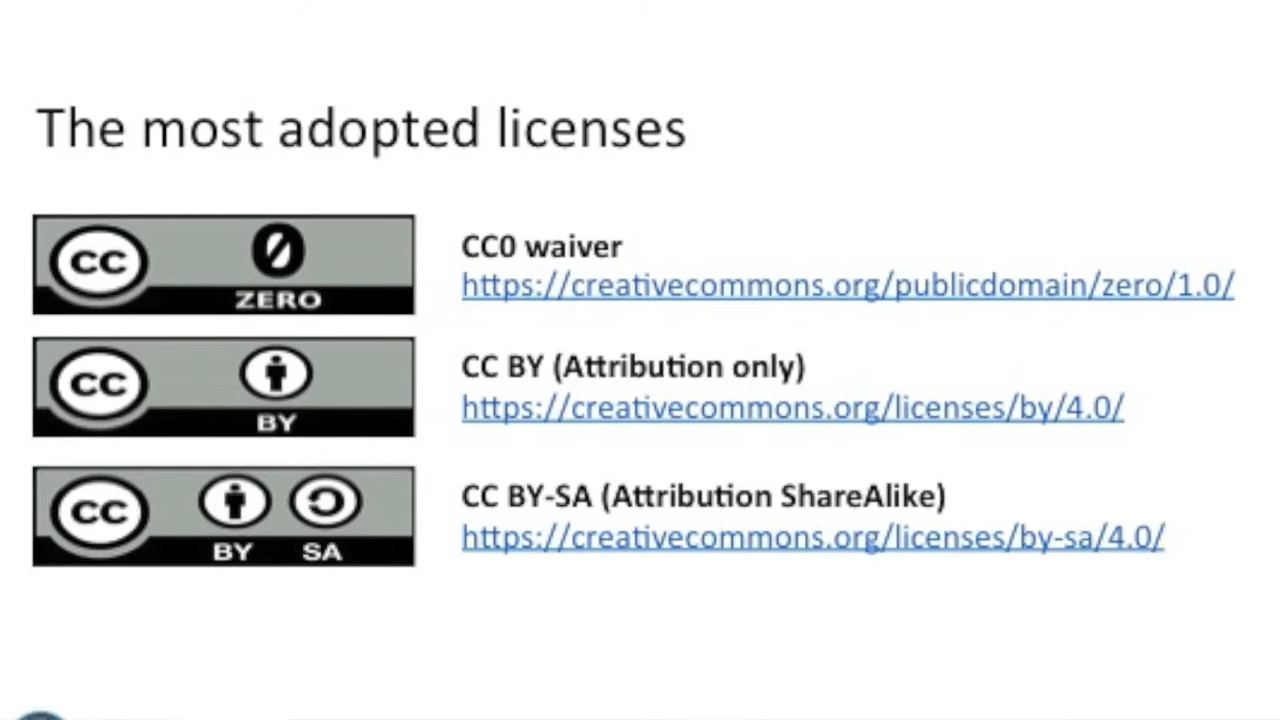 The most adopted licenses
CC ZERO
CC0 waiver
https://creativecommons.org/publicdomain/zero/1.0/
CC BY
CC BY (Attribution only)
https://creativecommons.org/licenses/by/4.0/
CC BY SA
CC BY-SA (Attribution ShareAlike)
https://creativecommons.org/licenses/by-sa/4.0/